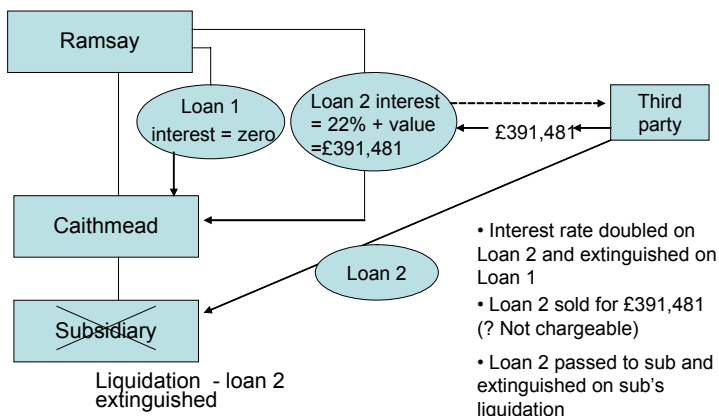 Ramsay
Loan 1
interest = zero
Loan 2 interest
= 22% + value
=£391,481
£391,481
Third
party
Caithmead
Loan 2
Subsidiary
Liquidation - loan 2
extinguished
• Interest rate doubled on
Loan 2 and extinguished on
Loan 1
• Loan 2 sold for £391,481
(? Not chargeable)
• Loan 2 passed to sub and
extinguished on sub's
liquidation